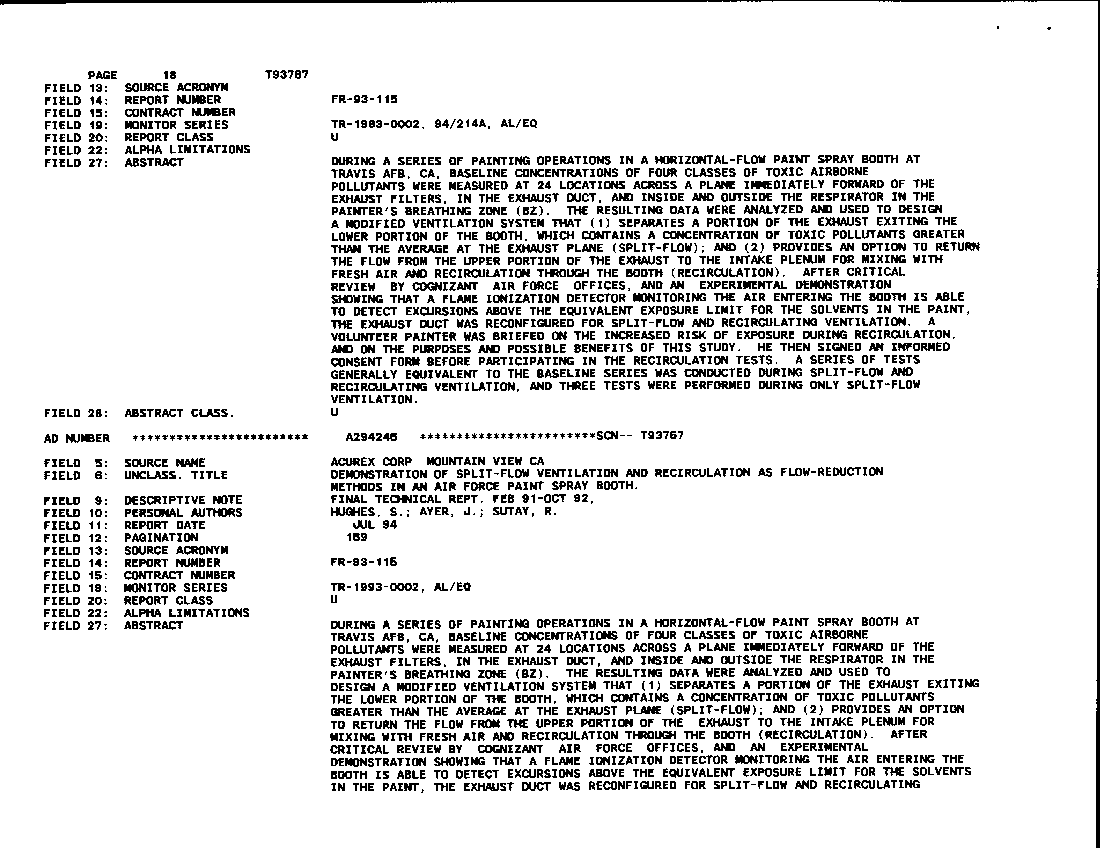 PAGE 18 T93787
FIELD 13: SOURCE ACRONYM
FIELD 14: REPORT NUMBER FR-93-115
FIELD 15: CONTRACT NUMBER
FIELD 19: MONITOR SERIES TR-1983-0002, 94/214A, AL/EQ
FIELD 20: REPORT CLASS U
FIELD 22: ALPHA LIMITATIONS
FIELD 27: ABSTRACT DURING A SERIES OF PAINTING OPERATIONS IN A HORIZONTAL-FLOW PAINT SPRAY BOOTH AT
TRAVIS AFB, CA, BASELINE CONCENTRATIONS OF FOUR CLASSES OF TOXIC AIRBORNE
POLLUTANTS WERE MEASURED AT 24 LOCATIONS ACROSS A PLANE IMMEDIATELY FORWARD OF THE
EXHAUST FILTERS, IN THE EXHAUST DUCT, AND INSIDE AND OUTSIDE THE RESPIRATOR IN THE
PAINTER'S BREATHING ZONE (BZ). THE RESULTING DATA WERE ANALYZED AND USED TO DESIGN
A MODIFIED VENTILATION SYSTEM THAT (1) SEPARATES A PORTION OF THE EXHAUST EXITING THE
LOWER PORTION OF THE BOOTH, WHICH CONTAINS A CONCENTRATION OF TOXIC POLLUTANTS GREATER
THAN THE AVERAGE AT THE EXHAUST PLANE (SPLIT-FLOW); AND (2) PROVIDES AN OPTION TO RETURN
THE FLOW FROM THE UPPER PORTION OF THE EXHAUST TO THE INTAKE PLENUM FOR MIXING WITH
FRESH AIR AND RECIRCULATION THROUGH THE BOOTH (RECIRCULATION). AFTER CRITICAL
REVIEW BY COGNIZANT AIR FORCE OFFICES, AND AN EXPERIMENTAL DEMONSTRATION
SHOWING THAT A FLAME IONIZATION DETECTOR MONITORING THE AIR ENTERING THE BOOTH IS ABLE
TO DETECT EXCURSIONS ABOVE THE EQUIVALENT EXPOSURE LIMIT FOR THE SOLVENTS IN THE PAINT,
THE EXHAUST DUCT WAS RECONFIGURED FOR SPLIT-FLOW AND RECIRCULATING VENTILATION. A
VOLUNTEER PAINTER WAS BRIEFED ON THE INCREASED RISK OF EXPOSURE DURING RECIRCULATION,
AND ON THE PURPOSES AND POSSIBLE BENEFITS OF THIS STUDY. HE THEN SIGNED AN INFORMED
CONSENT FORM BEFORE PARTICIPATING IN THE RECIRCULATION TESTS. A SERIES OF TESTS
GENERALLY EQUIVALENT TO THE BASELINE SERIES WAS CONDUCTED DURING SPLIT-FLOW AND
RECIRCULATING VENTILATION, AND THREE TESTS WERE PERFORMED DURING ONLY SPLIT-FLOW
VENTILATION.
FIELD 28: ABSTRACT CLASS. U
AD NUMBER ************************ A294246 ************************SCN-- T93767
FIELD 5: SOURCE NAME ACUREX CORP MOUNTAIN VIEW CA
FIELD 6: UNCLASS. TITLE DEMONSTRATION OF SPLIT-FLOW VENTILATION AND RECIRCULATION AS FLOW-REDUCTION
METHODS IN AN AIR FORCE PAINT SPRAY BOOTH.
FIELD 9: DESCRIPTIVE NOTE FINAL TECHNICAL REPT. FEB 91-OCT 92,
FIELD 10: PERSONAL AUTHORS HUGHES, S.; AYER, J.; SUTAY, R.
FIELD 11: REPORT DATE JUL 94
FIELD 12: PAGINATION 169
FIELD 13: SOURCE ACRONYM
FIELD 14: REPORT NUMBER FR-93-115
FIELD 15: CONTRACT NUMBER
FIELD 19: MONITOR SERIES TR-1993-0002, AL/EQ
FIELD 20: REPORT CLASS U
FIELD 22: ALPHA LIMITATIONS
FIELD 27: ABSTRACT DURING A SERIES OF PAINTING OPERATIONS IN A HORIZONTAL-FLOW PAINT SPRAY BOOTH AT
TRAVIS AFB, CA, BASELINE CONCENTRATIONS OF FOUR CLASSES OF TOXIC AIRBORNE
POLLUTANTS WERE MEASURED AT 24 LOCATIONS ACROSS A PLANE IMMEDIATELY FORWARD OF THE
EXHAUST FILTERS, IN THE EXHAUST DUCT, AND INSIDE AND OUTSIDE THE RESPIRATOR IN THE
PAINTER'S BREATHING ZONE (BZ). THE RESULTING DATA WERE ANALYZED AND USED TO
DESIGN A MODIFIED VENTILATION SYSTEM THAT (1) SEPARATES A PORTION OF THE EXHAUST EXITING
THE LOWER PORTION OF THE BOOTH, WHICH CONTAINS A CONCENTRATION OF TOXIC POLLUTANTS
GREATER THAN THE AVERAGE AT THE EXHAUST PLANE (SPLIT-FLOW); AND (2) PROVIDES AN OPTION
TO RETURN THE FLOW FROM THE UPPER PORTION OF THE EXHAUST TO THE INTAKE PLENUM FOR
MIXING WITH FRESH AIR AND RECIRCULATION THROUGH THE BOOTH (RECIRCULATION). AFTER
CRITICAL REVIEW BY COGNIZANT AIR FORCE OFFICES, AND AN EXPERIMENTAL
DEMONSTRATION SHOWING THAT A FLAME IONIZATION DETECTOR MONITORING THE AIR ENTERING THE
BOOTH IS ABLE TO DETECT EXCURSIONS ABOVE THE EQUIVALENT EXPOSURE LIMIT FOR THE SOLVENTS
IN THE PAINT, THE EXHAUST DUCT WAS RECONFIGURED FOR SPLIT-FLOW AND RECIRCULATING